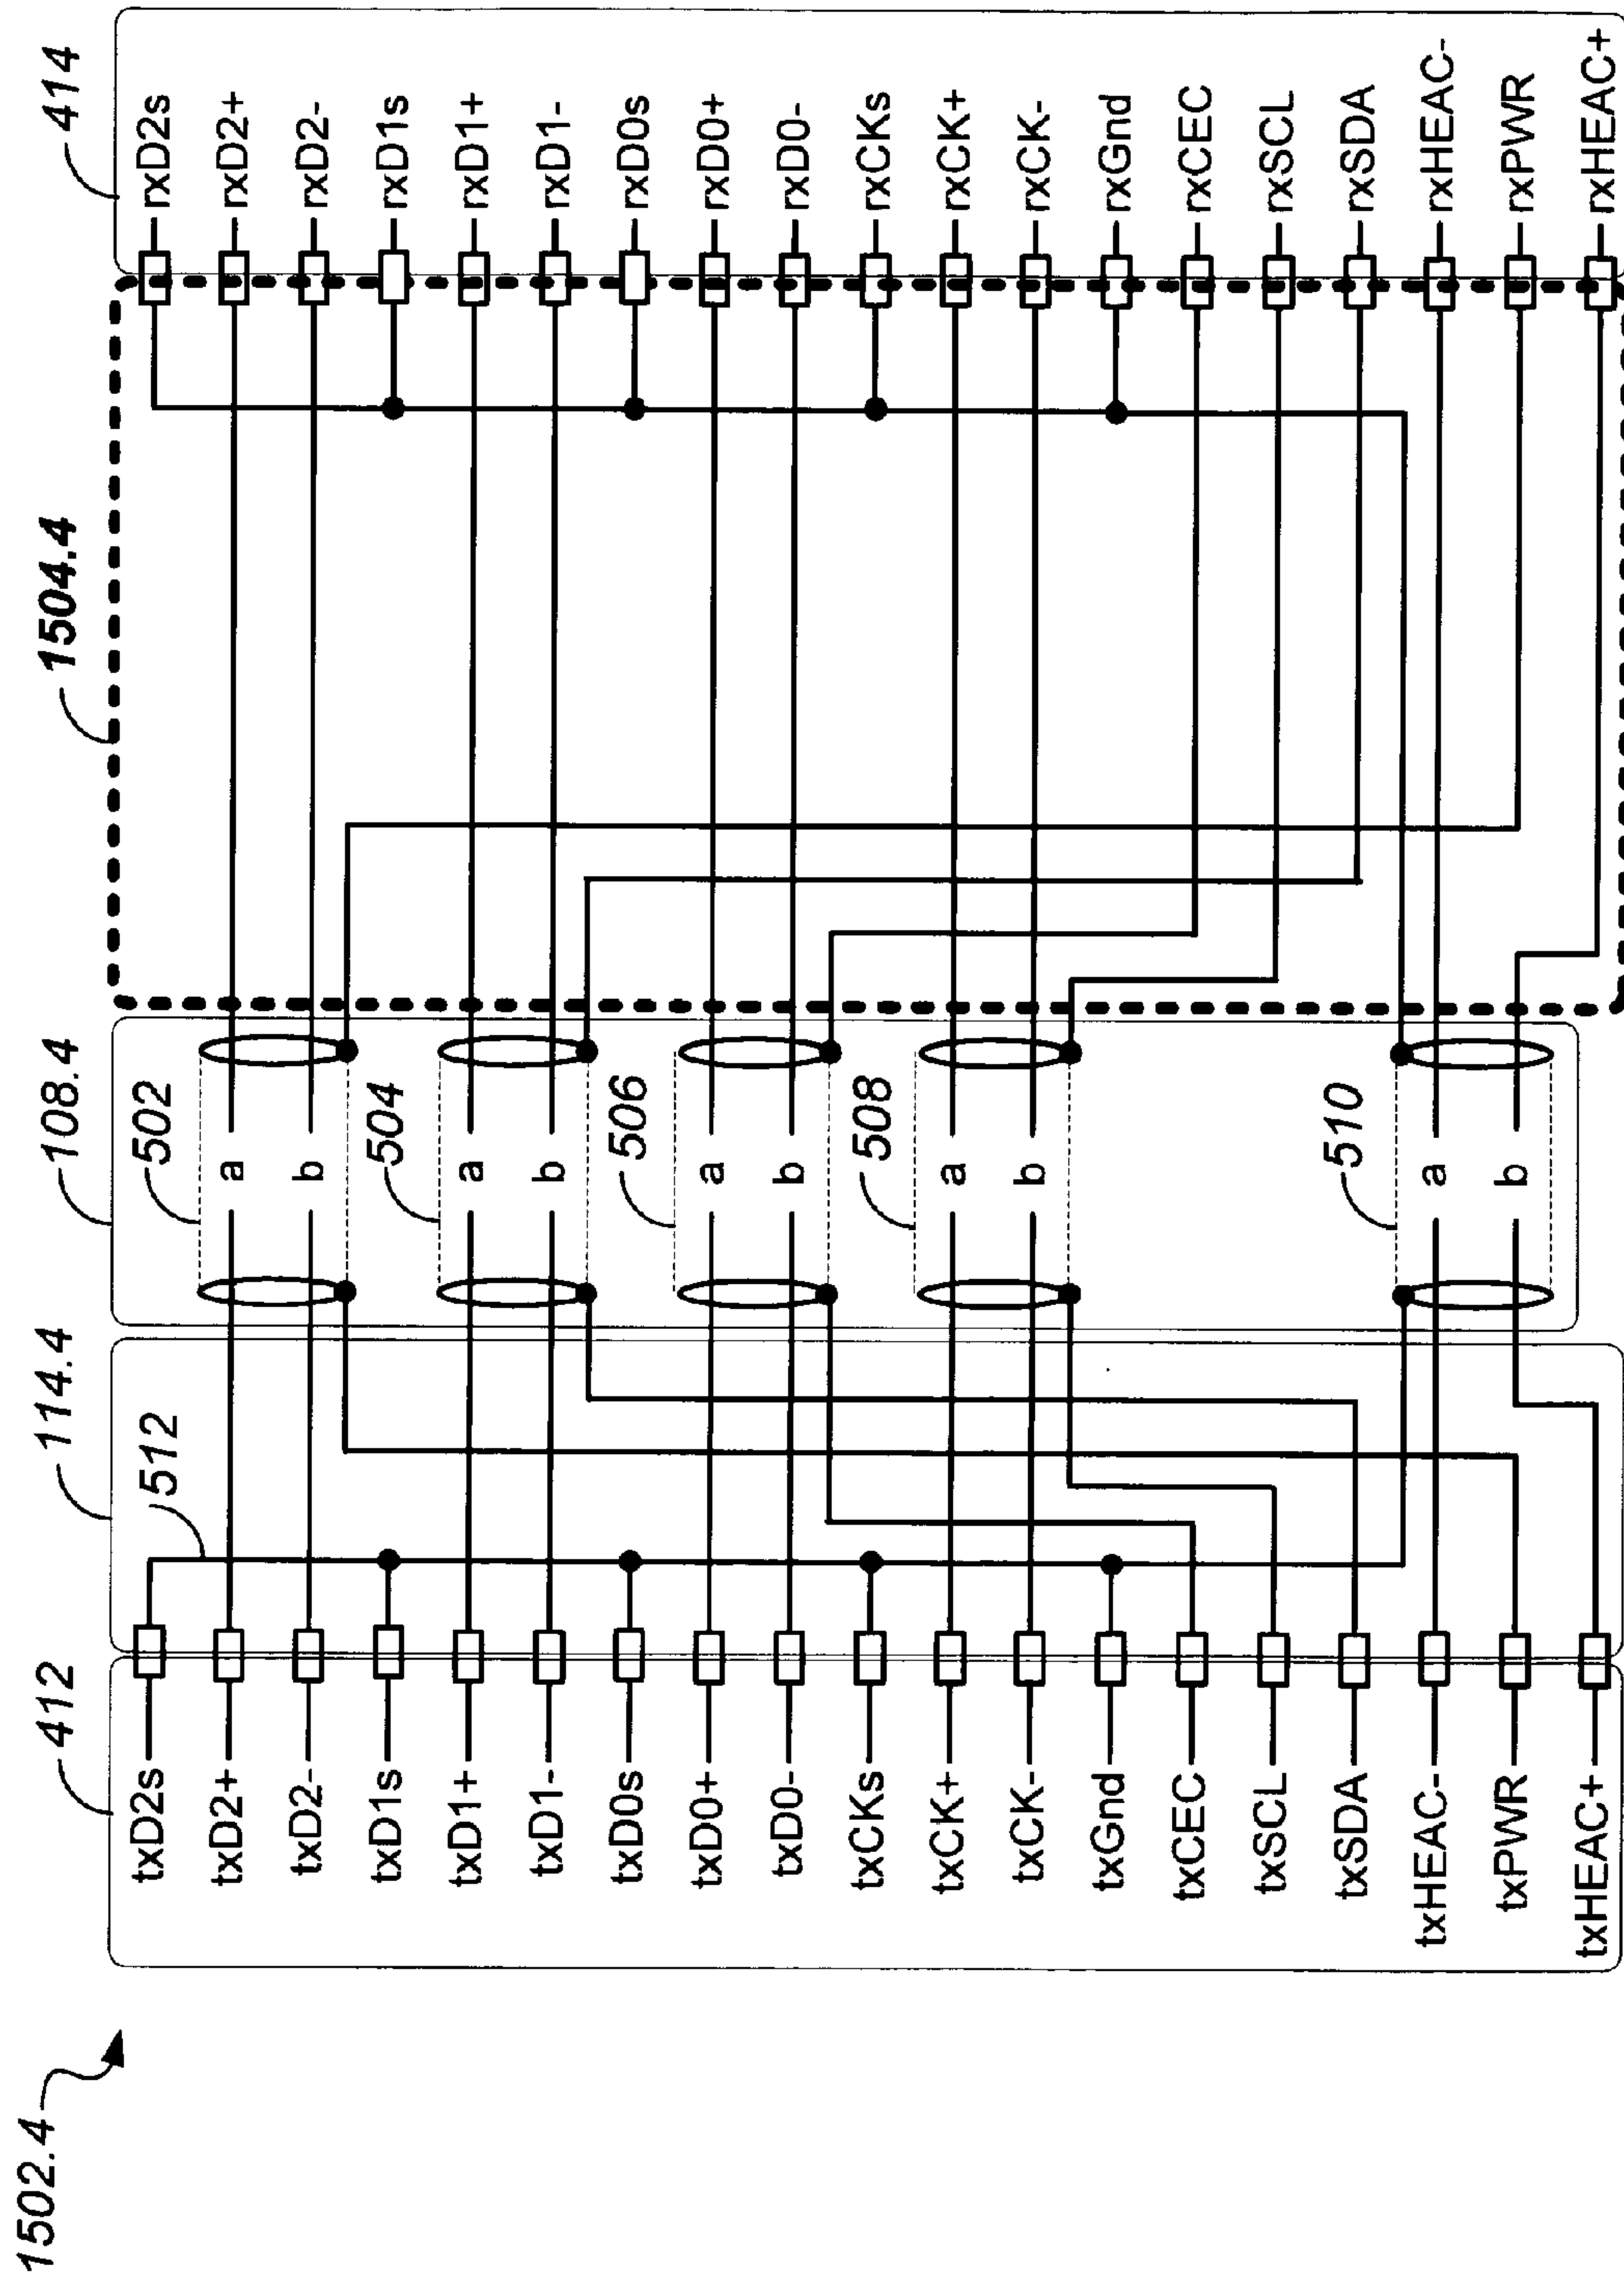 1502.4
412
114.4
108.4
1504.4
414
512
502
504
506
508
510
txD2s
txD2+
txD2-
txD1s
txD1+
txD1-
txD0s
txD0+
txD0-
txCKs
txCK+
txCK-
txGnd
txCEC
txSCL
txSDA
txHEAC-
txPWR
txHEAC+
a
b
a
b
a
b
a
b
a
b
rxD2s
rxD2+
rxD2-
rxD1s
rxD1+
rxD1-
rxD0s
rxD0+
rxD0-
rxCKs
rxCK+
rxCK-
rxGnd
rxCEC
rxSCL
rxSDA
rxHEAC-
rxPWR
rxHEAC+